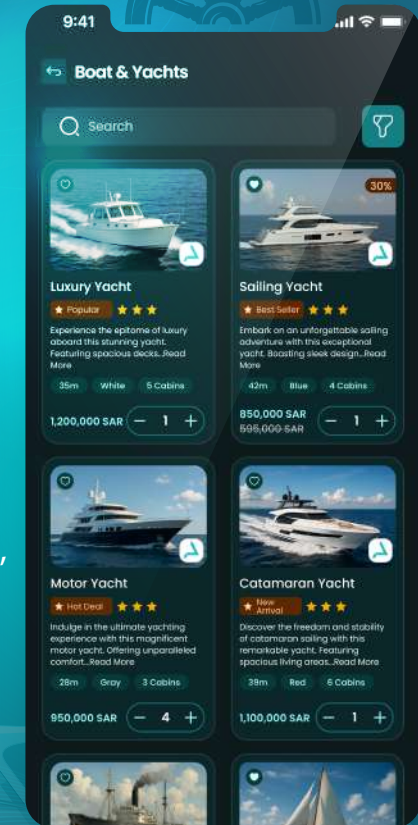 9:41
Boat & Yachts
Search
Luxury Yacht
Popular
Experience the epitome of luxury
aboard this stunning yacht.
Featuring spacious decks..Read
More
35m White 5 Cabins
1,200,000 SAR − 1 +
30%
Sailing Yacht
Best Seller
Embark on an unforgettable sailing
adventure with this exceptional
yacht. Boasting sleek design..Read
More
42m Blue 4 Cabins
850,000 SAR
595,000 SAR
− 1 +
Motor Yacht
Hot Deal
Indulge in the ultimate yachting
experience with this magnificent
motor yacht. Offering unparalleled
comfort..Read More
28m Gray 3 Cabins
950,000 SAR − 4 +
Catamaran Yacht
New
Arrival
Discover the freedom and stability
of catamaran sailing with this
remarkable yacht. Featuring
spacious living areas..Read More
39m Red 6 Cabins
1,100,000 SAR − 1 +
,